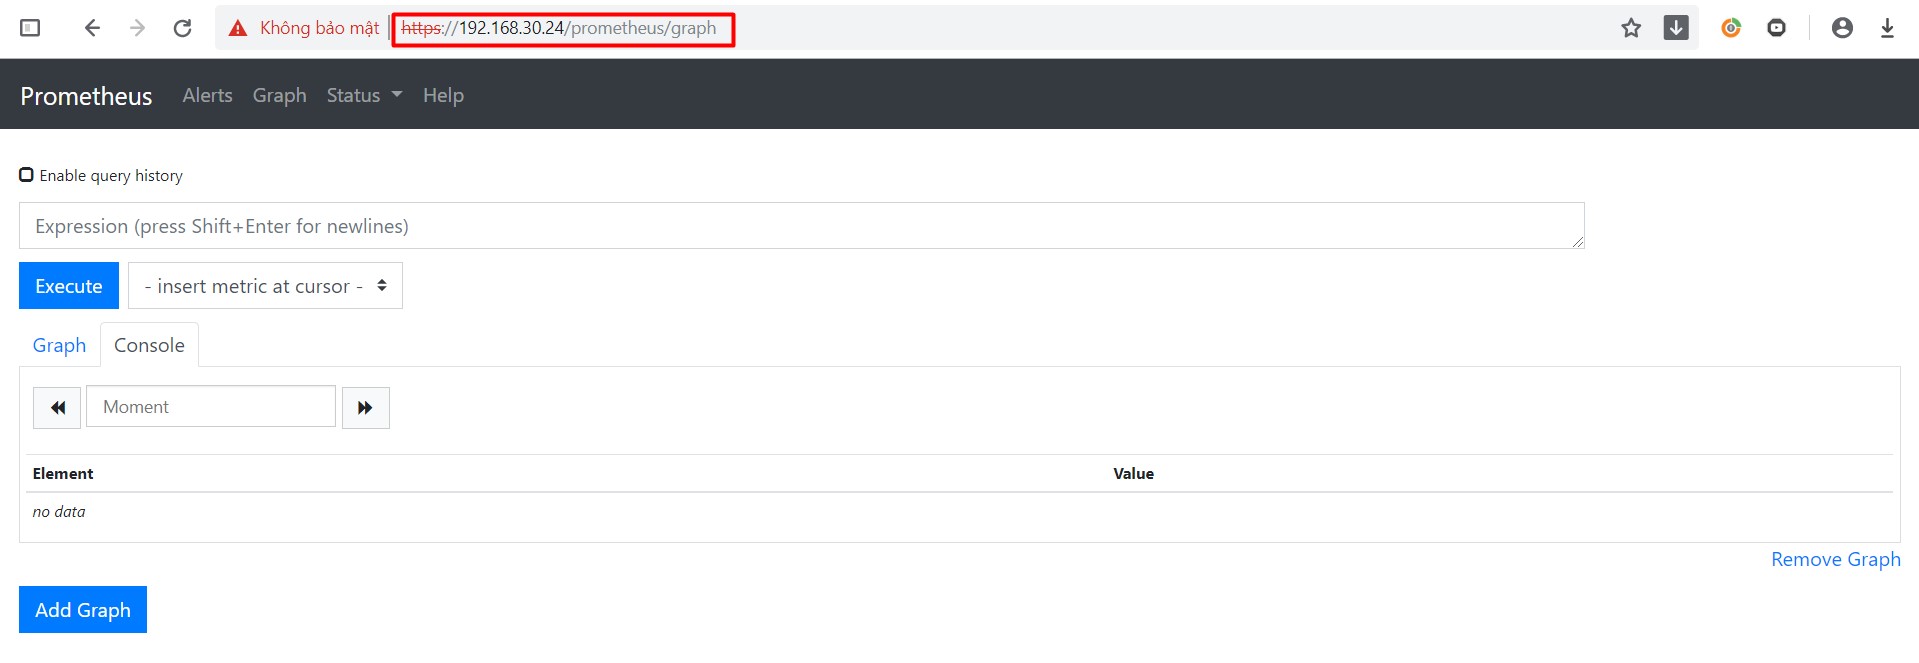 Không bảo mật https://192.168.30.24/prometheus/graph
Prometheus Alerts Graph Status Help
Enable query history
Expression (press Shift+Enter for newlines)
Execute - insert metric at cursor -
Graph Console
Moment
Element Value
no data
Remove Graph
Add Graph